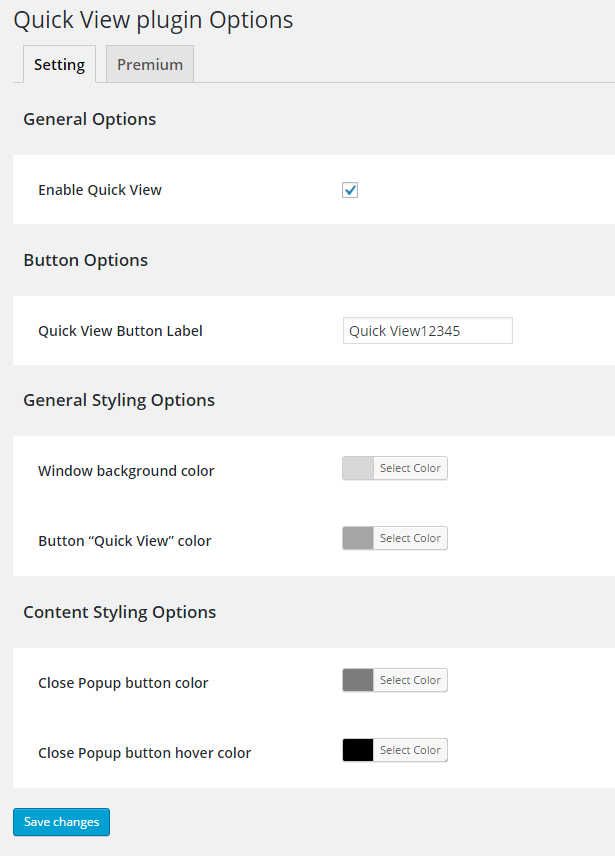 Quick View plugin Options
Setting
Premium
General Options
Enable Quick View
Button Options
Quick View Button Label
Quick View12345
General Styling Options
Window background color
Select Color
Button “Quick View” color
Select Color
Content Styling Options
Close Popup button color
Select Color
Close Popup button hover color
Select Color
Save changes